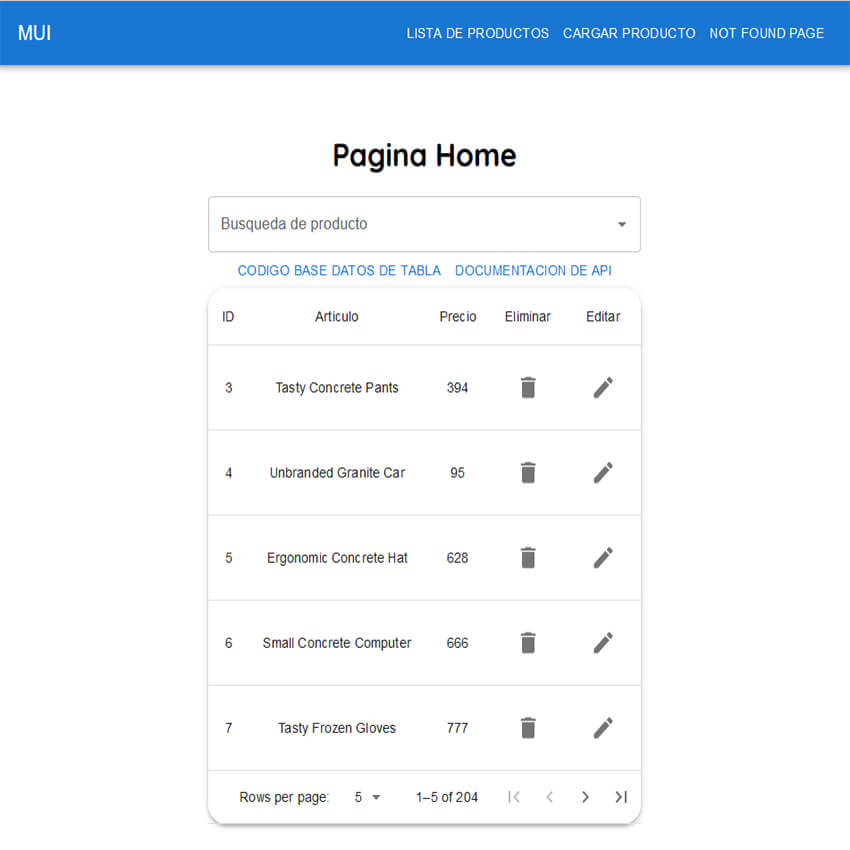 MUI LISTA DE PRODUCTOS CARGAR PRODUCTO NOT FOUND PAGE
Pagina Home
Busqueda de producto
CODIGO BASE DATOS DE TABLA DOCUMENTACION DE API
ID Articulo Precio Eliminar Editar
3 Tasty Concrete Pants 394
4 Unbranded Granite Car 95
5 Ergonomic Concrete Hat 628
6 Small Concrete Computer 666
7 Tasty Frozen Gloves 777
Rows per page: 5 1–5 of 204